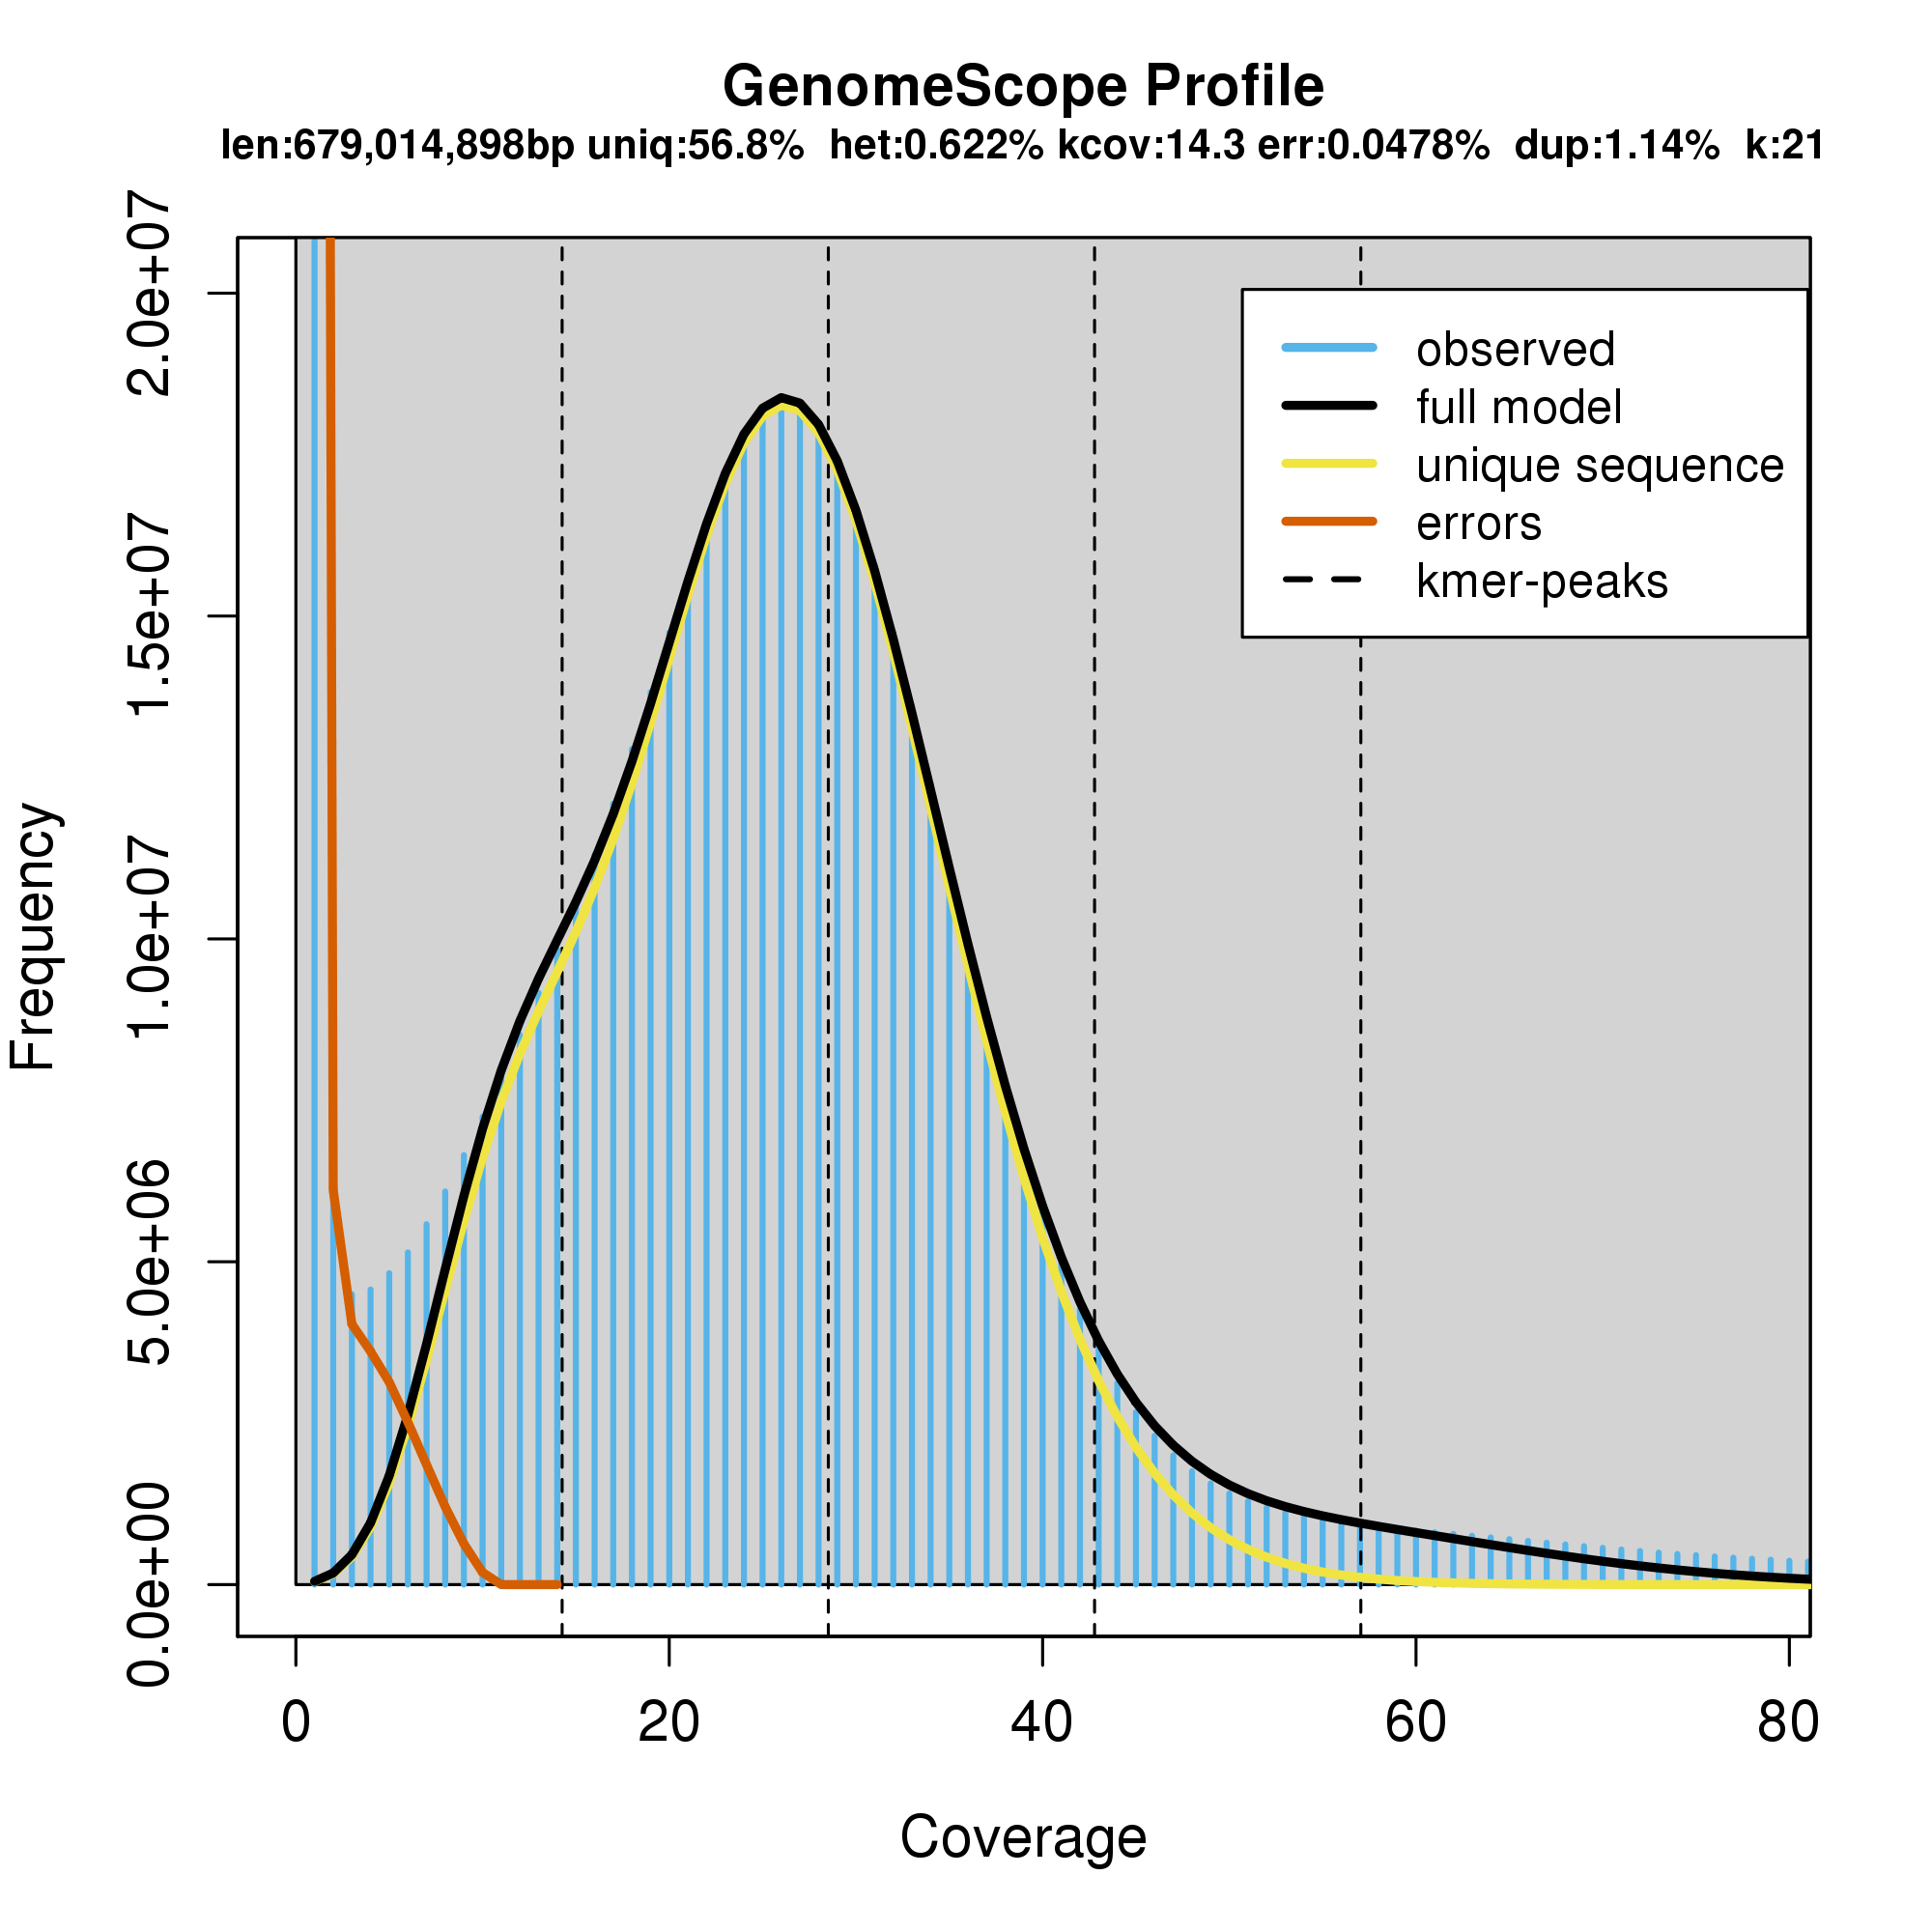 GenomeScope Profile
len:679,014,898bp uniq:56.8% het:0.622% kcov:14.3 err:0.0478% dup:1.14% k:21
observed
full model
unique sequence
errors
kmer-peaks
Frequency
2.0e+07
1.5e+07
1.0e+07
5.0e+06
0.0e+00
0 20 40 60 80
Coverage